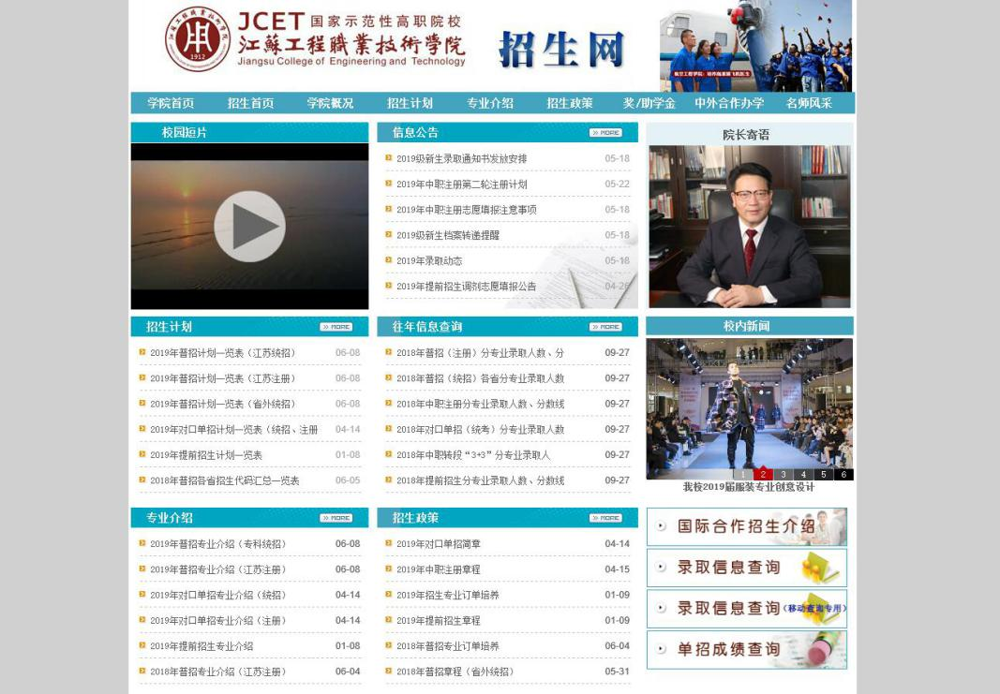 JCET 国家示范性高职院校
江蘇工程職業技術學院
Jiangsu College of Engineering and Technology
1912
招生网
学院首页 招生首页 学院概况 招生计划 专业介绍 招生政策 奖/助学金 中外合作办学 名师风采
校园短片
信息公告 MORE
2019级新生录取通知书发放安排 05-18
2019年中职注册第二轮注册计划 05-22
2019年中职注册志愿填报注意事项 05-18
2019级新生档案转递提醒 05-18
2019年录取动态 05-18
2019年提前招生调剂志愿填报公告 04-26
院长寄语
招生计划 MORE
2019年普招计划一览表（江苏统招） 06-08
2019年普招计划一览表（江苏注册） 06-08
2019年普招计划一览表（省外统招） 06-08
2019年对口单招计划一览表（统招、注册 04-14
2019年提前招生计划一览表 01-08
2018年普招各省招生代码汇总一览表 06-05
往年信息查询 MORE
2018年普招（注册）分专业录取人数、分 09-27
2018年普招（统招）各省分专业录取人数 09-27
2018年中职注册分专业录取人数、分数线 09-27
2018年对口单招（统考）分专业录取人数 09-27
2018年中职转段“3+3”分专业录取人 09-27
2018年提前招生分专业录取人数、分数线 09-27
校内新闻
1 2 3 4 5 6
我校2019届服装专业创意设计
专业介绍 MORE
2019年普招专业介绍（专科统招） 06-08
2019年普招专业介绍（江苏注册） 06-08
2019年对口单招专业介绍（统招） 04-14
2019年对口单招专业介绍（注册） 04-14
2019年提前招生专业介绍 01-08
2018年普招专业介绍（江苏注册） 06-04
招生政策 MORE
2019年对口单招简章 04-14
2019年中职注册章程 04-15
2019年招生专业订单培养 01-09
2019年提前招生章程 01-09
2018年普招专业订单培养 06-04
2018年普招章程（省外统招） 05-31
国际合作招生介绍
录取信息查询
录取信息查询（移动查询专用）
单招成绩查询